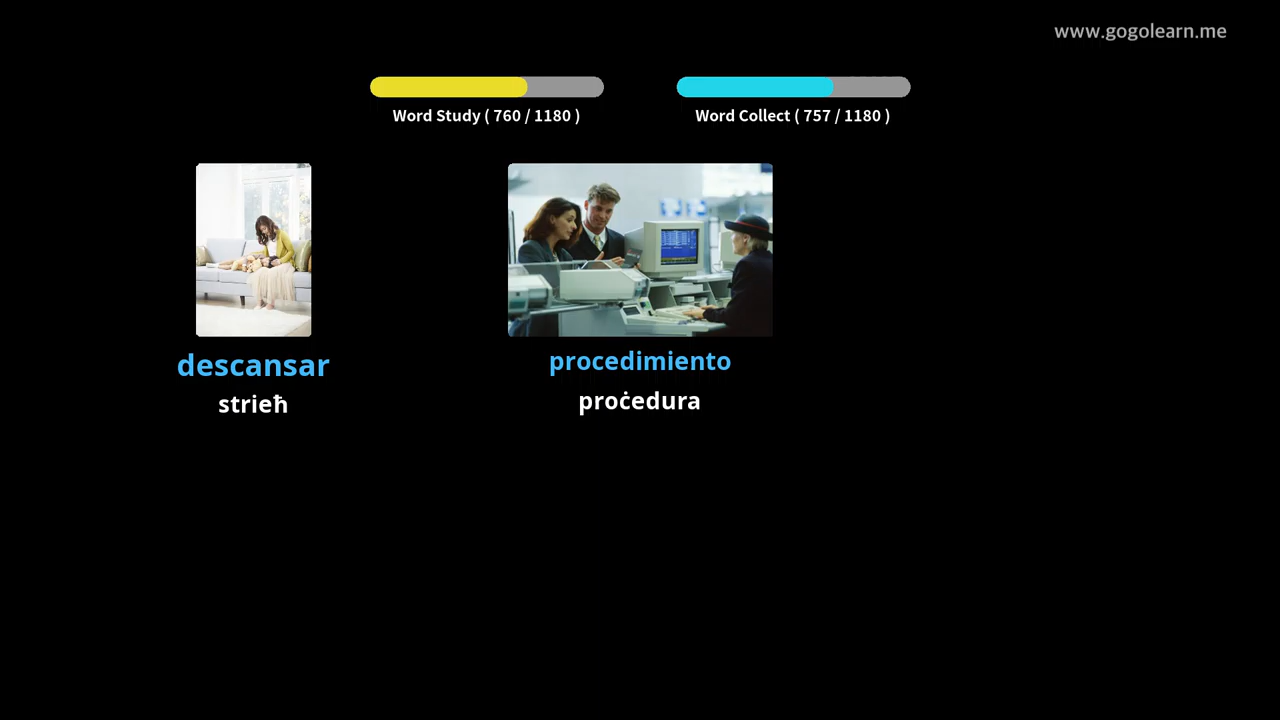 www.gogolearn.me
Word Study ( 760 / 1180 )
Word Collect ( 757 / 1180 )
descansar
strieħ
procedimiento
proċedura